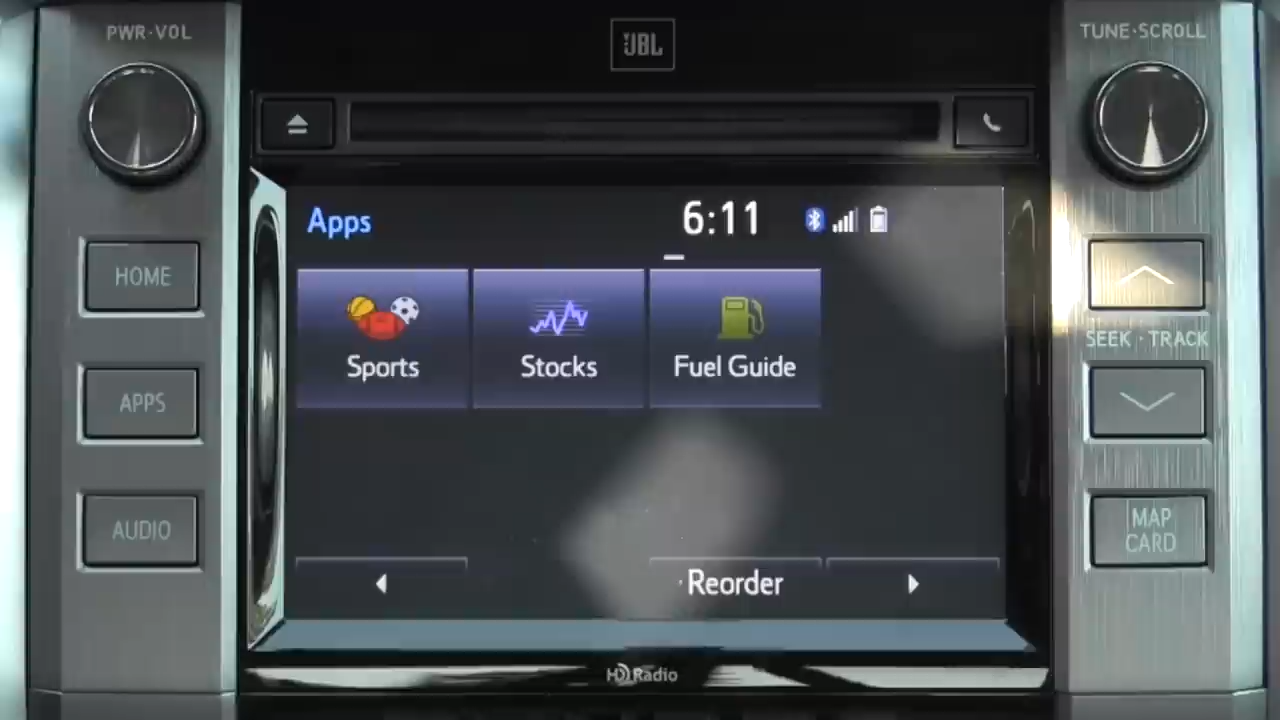 PWR·VOL
JBL
TUNE·SCROLL
Apps
6:11
HOME
SEEK · TRACK
Sports
Stocks
Fuel Guide
APPS
AUDIO
MAP
CARD
Reorder
HD Radio